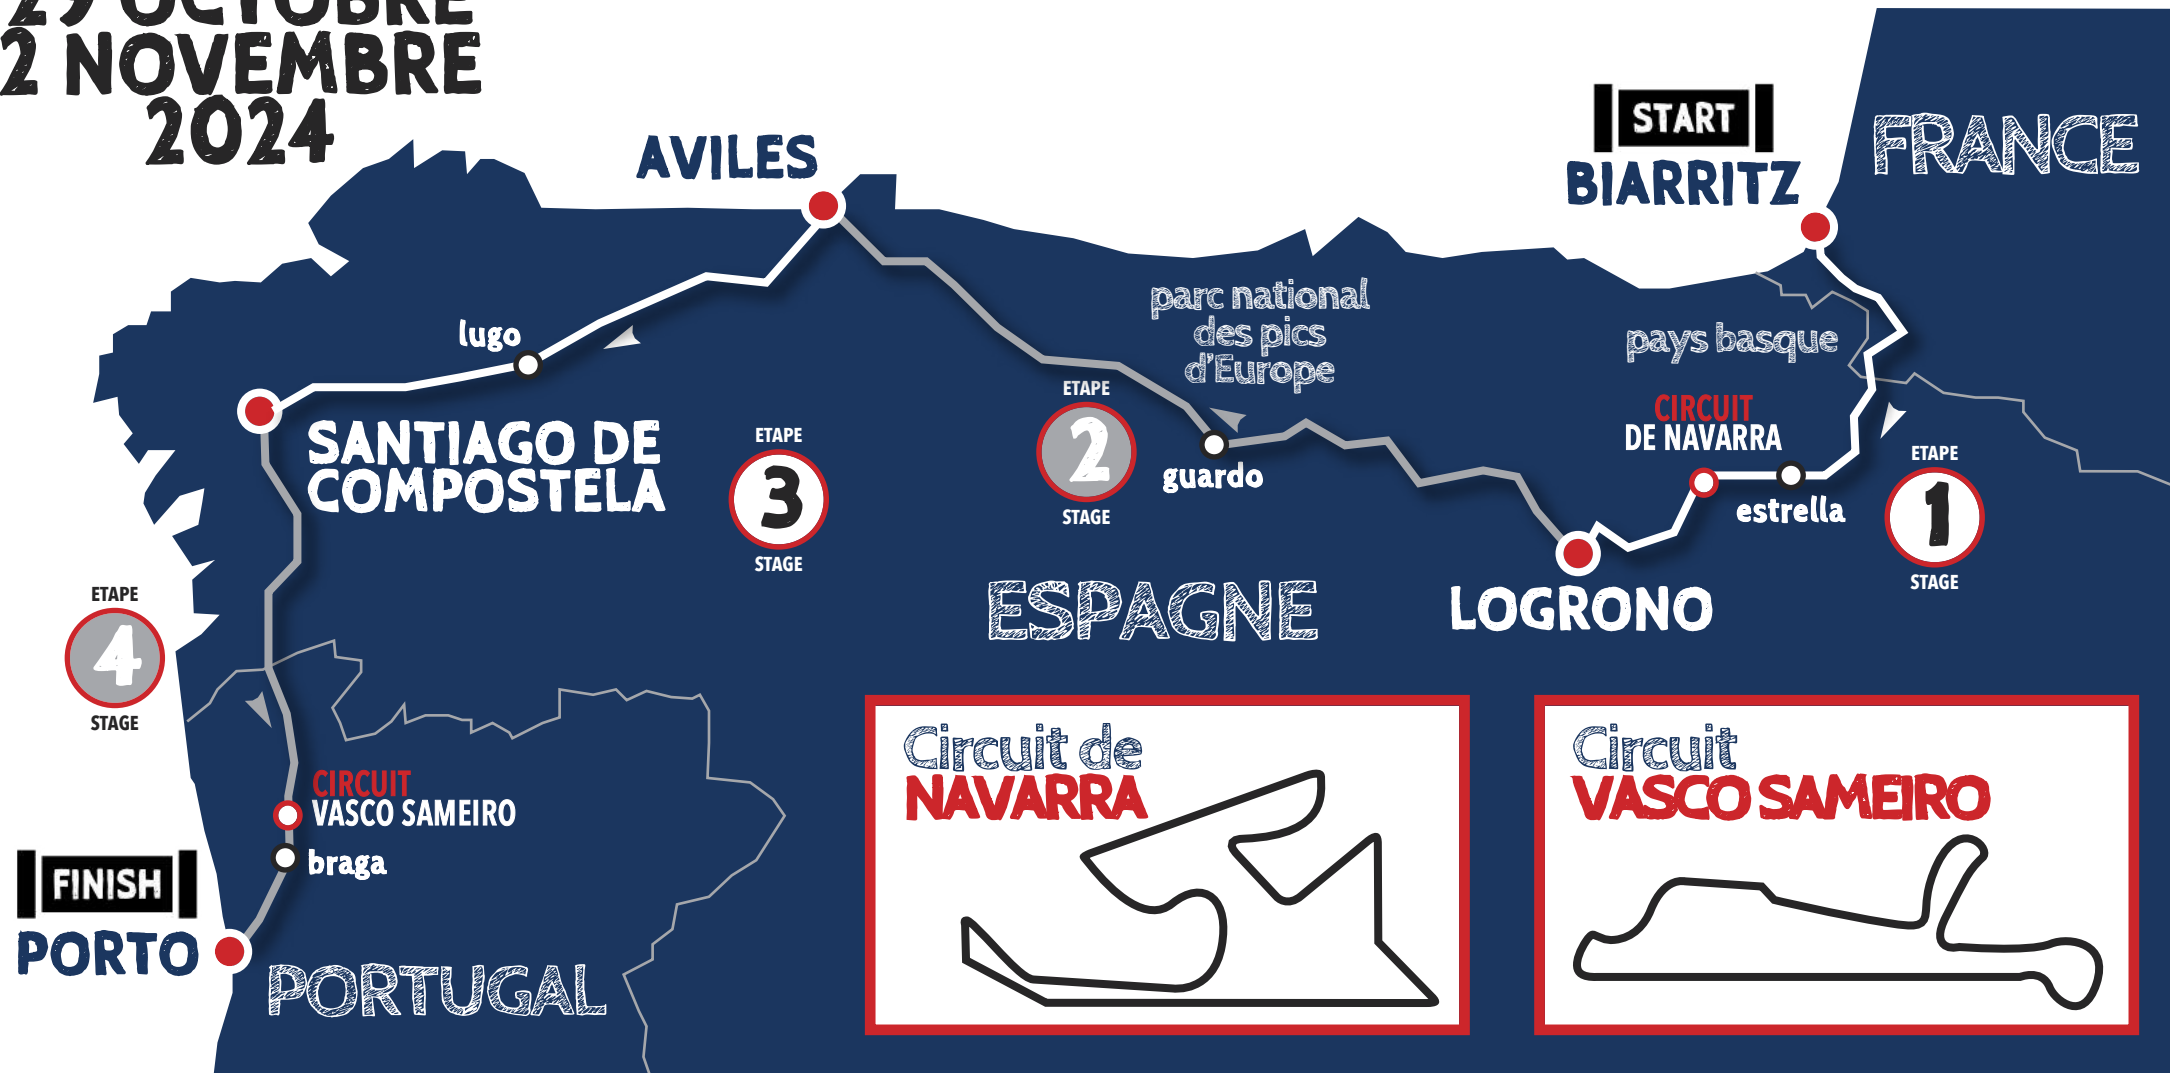 29 OCTOBRE
2 NOVEMBRE
2024
AVILES
START
BIARRITZ
FRANCE
parc national
des pics
d'Europe
pays basque
lugo
SANTIAGO DE
COMPOSTELA
ETAPE
3
STAGE
ETAPE
2
STAGE
guardo
CIRCUIT
DE NAVARRA
estrella
ETAPE
1
STAGE
ESPAGNE
LOGRONO
ETAPE
4
STAGE
CIRCUIT
VASCO SAMEIRO
braga
FINISH
PORTO
PORTUGAL
Circuit de
NAVARRA
Circuit
VASCO SAMEIRO